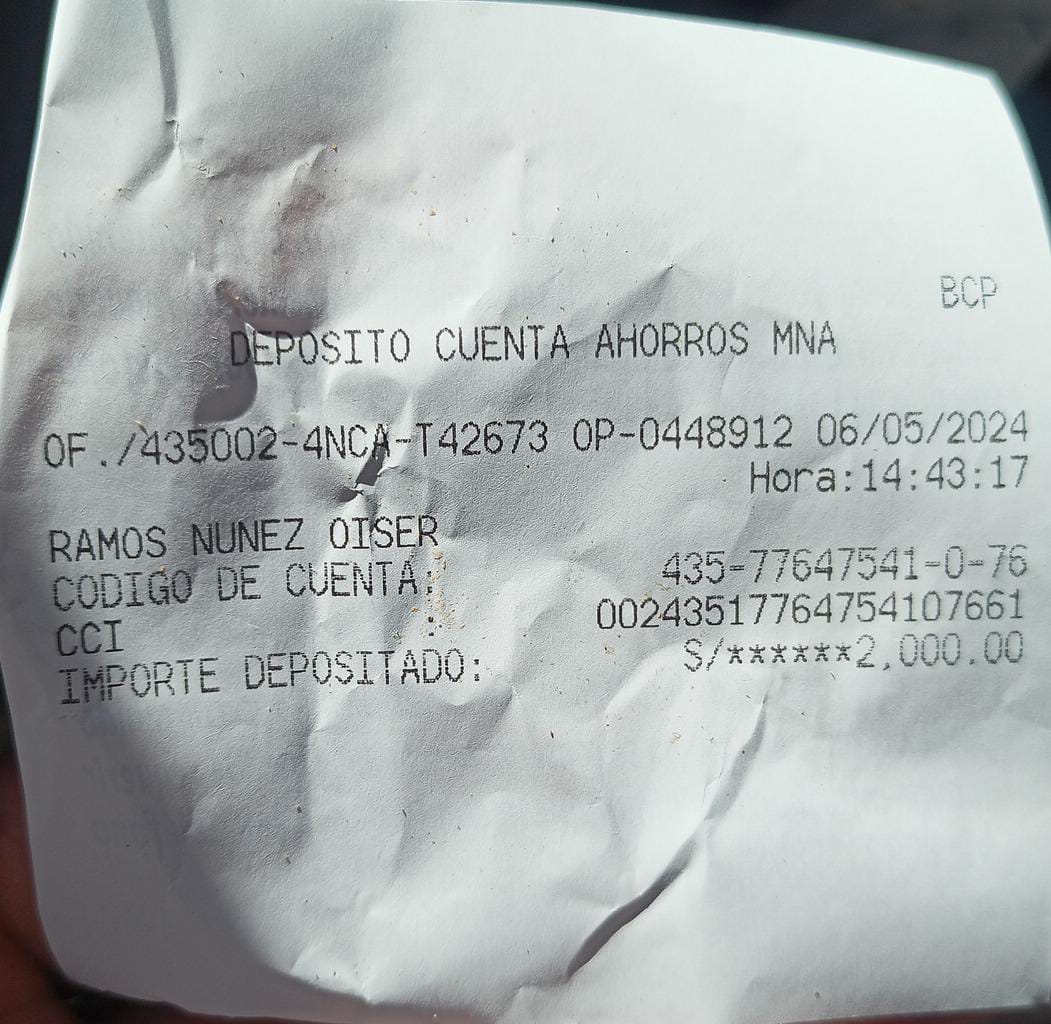 BCP
DEPOSITO CUENTA AHORROS MNA
OF./435002-4NCA-T42673 OP-0448912 06/05/2024
Hora:14:43:17
RAMOS NUNEZ OISER
CODIGO DE CUENTA: 435-77647541-0-76
CCI : 00243517764754107661
IMPORTE DEPOSITADO: S/******2,000.00